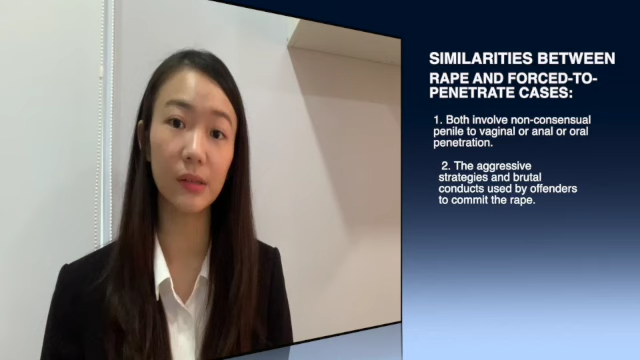 SIMILARITIES BETWEEN
RAPE AND FORCED-TO-
PENETRATE CASES:
1. Both involve non-consensual
penile to vaginal or anal or oral
penetration.
2. The aggressive
strategies and brutal
conducts used by offenders
to commit the rape.